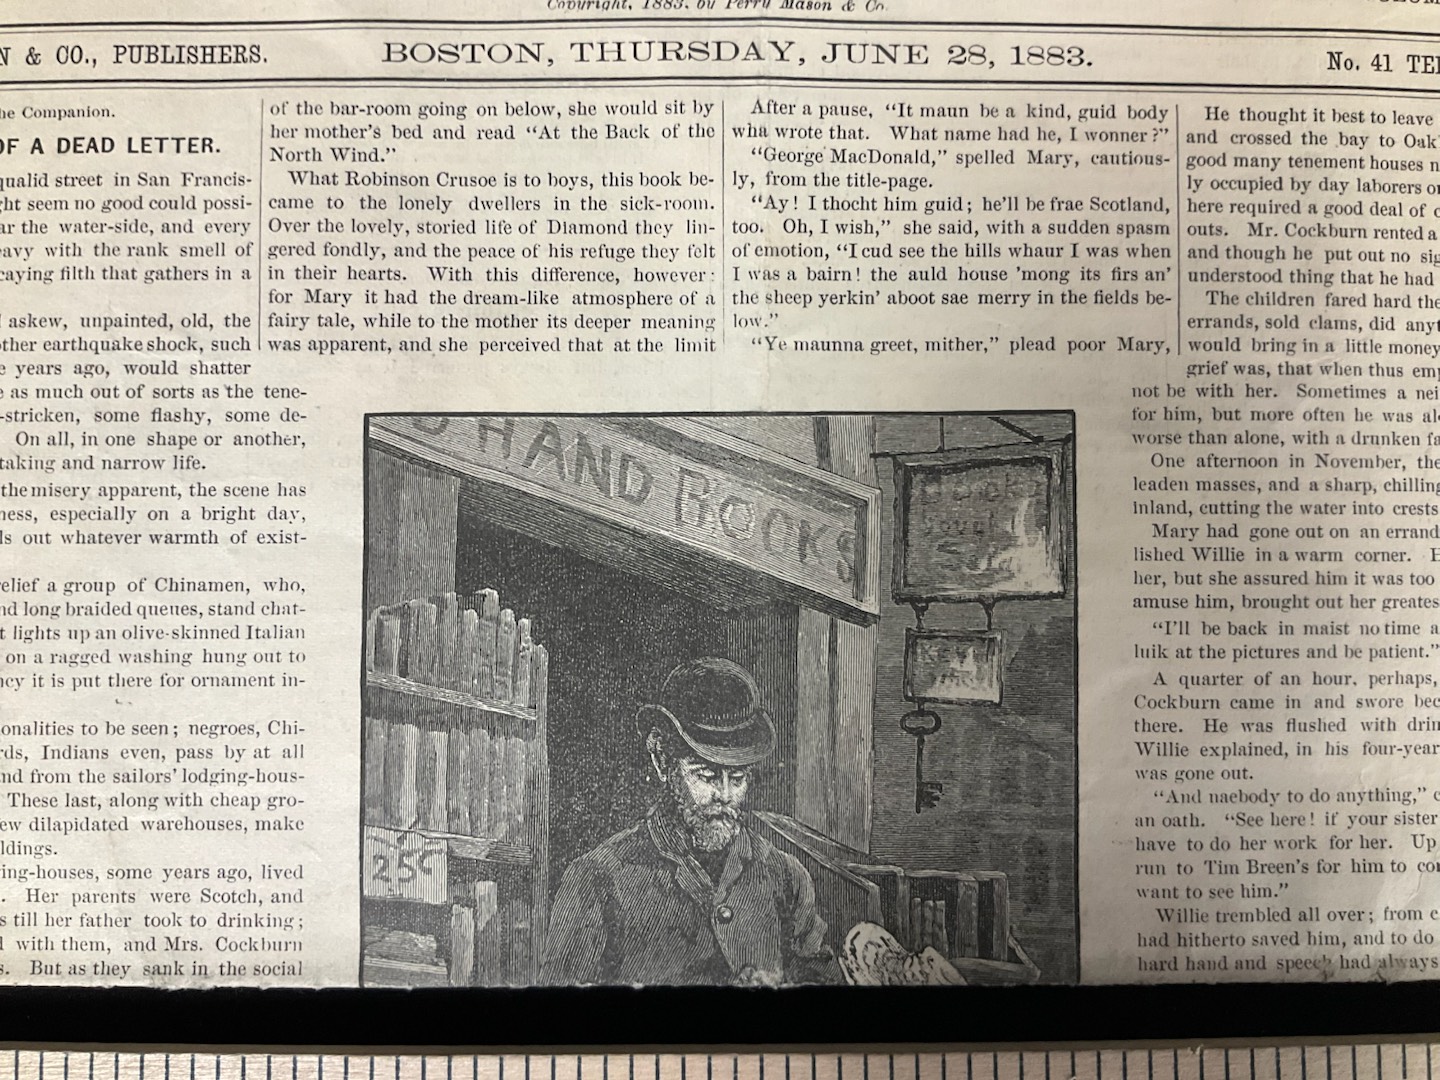 Copyright, 1883, by Perry Mason & Co.
N & CO., PUBLISHERS.
BOSTON, THURSDAY, JUNE 28, 1883.
No. 41
he Companion.
OF A DEAD LETTER.
qualid street in San Francis-
ght seem no good could possi-
ar the water-side, and every
eavy with the rank smell of
caying filth that gathers in a
askew, unpainted, old, the
other earthquake shock, such
e years ago, would shatter
e as much out of sorts as the tene-
-stricken, some flashy, some de-
On all, in one shape or another,
taking and narrow life.
the misery apparent, the scene has
ness, especially on a bright day,
ls out whatever warmth of exist-
elief a group of Chinamen, who,
nd long braided queues, stand chat-
t lights up an olive-skinned Italian
on a ragged washing hung out to
ncy it is put there for ornament in-
onalities to be seen; negroes, Chi-
rds, Indians even, pass by at all
nd from the sailors' lodging-hous-
These last, along with cheap gro-
ew dilapidated warehouses, make
ldings.
ing-houses, some years ago, lived
. Her parents were Scotch, and
s till her father took to drinking;
l with them, and Mrs. Cockburn
s. But as they sank in the social
of the bar-room going on below, she would sit by
her mother's bed and read "At the Back of the
North Wind."
What Robinson Crusoe is to boys, this book be-
came to the lonely dwellers in the sick-room.
Over the lovely, storied life of Diamond they lin-
gered fondly, and the peace of his refuge they felt
in their hearts. With this difference, however:
for Mary it had the dream-like atmosphere of a
fairy tale, while to the mother its deeper meaning
was apparent, and she perceived that at the limit
After a pause, "It maun be a kind, guid body
wha wrote that. What name had he, I wonner?"
"George MacDonald," spelled Mary, cautious-
ly, from the title-page.
"Ay! I thocht him guid; he'll be frae Scotland,
too. Oh, I wish," she said, with a sudden spasm
of emotion, "I cud see the hills whaur I was when
I was a bairn! the auld house 'mong its firs an'
the sheep yerkin' aboot sae merry in the fields be-
low."
"Ye maunna greet, mither," plead poor Mary,
HAND BOOKS
Books
Sold
25c
He thought it best to leave
and crossed the bay to Oak
good many tenement houses n
ly occupied by day laborers o
here required a good deal of c
outs. Mr. Cockburn rented a
and though he put out no sig
understood thing that he had
The children fared hard the
errands, sold clams, did anyt
would bring in a little money
grief was, that when thus emp
not be with her. Sometimes a nei
for him, but more often he was al
worse than alone, with a drunken fa
One afternoon in November, the
leaden masses, and a sharp, chilling
inland, cutting the water into crests
Mary had gone out on an errand
lished Willie in a warm corner. H
her, but she assured him it was too
amuse him, brought out her greates
"I'll be back in maist no time a
luik at the pictures and be patient."
A quarter of an hour, perhaps,
Cockburn came in and swore bec
there. He was flushed with drin
Willie explained, in his four-year
was gone out.
"And naebody to do anything," c
an oath. "See here! if your sister
have to do her work for her. Up
run to Tim Breen's for him to co
want to see him."
Willie trembled all over; from c
had hitherto saved him, and to do
hard hand and speech had always